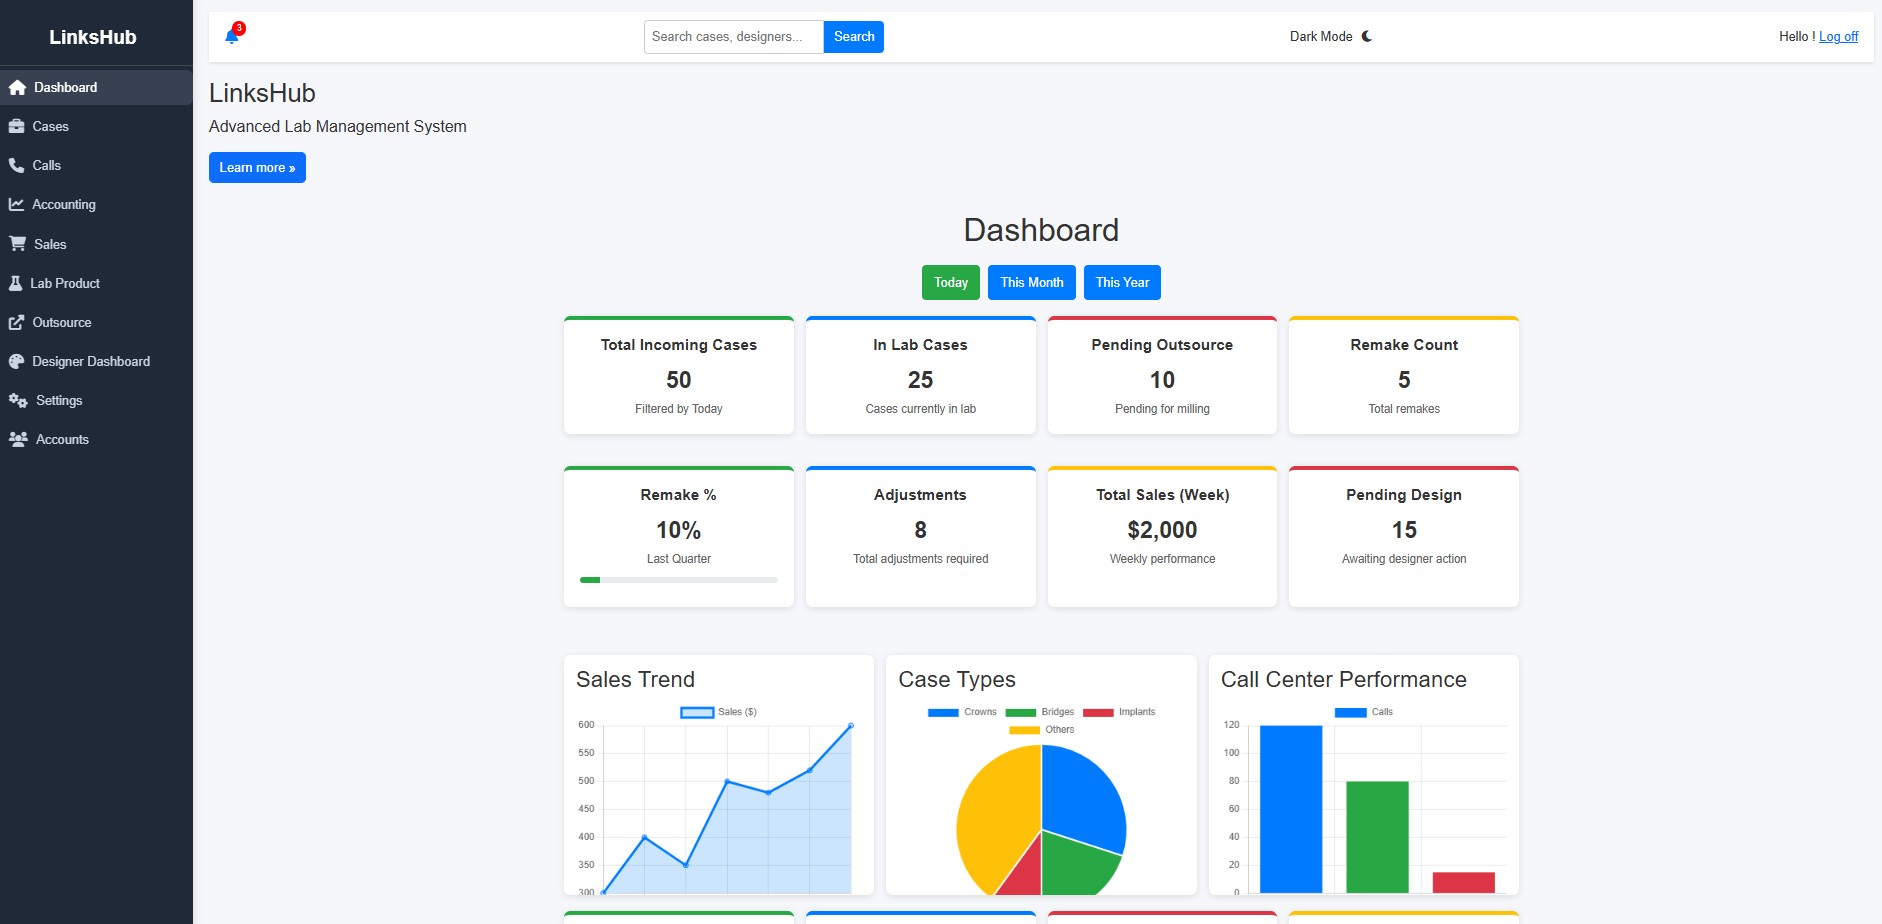 LinksHub
Dashboard
Cases
Calls
Accounting
Sales
Lab Product
Outsource
Designer Dashboard
Settings
Accounts
3
Search cases, designers...
Search
Dark Mode
Hello ! Log off
LinksHub
Advanced Lab Management System
Learn more »
Dashboard
Today
This Month
This Year
Total Incoming Cases
50
Filtered by Today
In Lab Cases
25
Cases currently in lab
Pending Outsource
10
Pending for milling
Remake Count
5
Total remakes
Remake %
10%
Last Quarter
Adjustments
8
Total adjustments required
Total Sales (Week)
$2,000
Weekly performance
Pending Design
15
Awaiting designer action
Sales Trend
Sales ($)
600
550
500
450
400
350
300
Case Types
Crowns Bridges Implants
Others
Call Center Performance
Calls
120
100
80
60
40
20
0